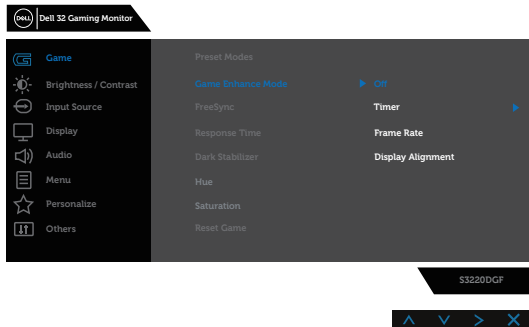 DELL Dell 32 Gaming Monitor
Game
Brightness / Contrast
Input Source
Display
Audio
Menu
Personalize
Others
Preset Modes
Game Enhance Mode
FreeSync
Response Time
Dark Stabilizer
Hue
Saturation
Reset Game
Off
Timer
Frame Rate
Display Alignment
S3220DGF